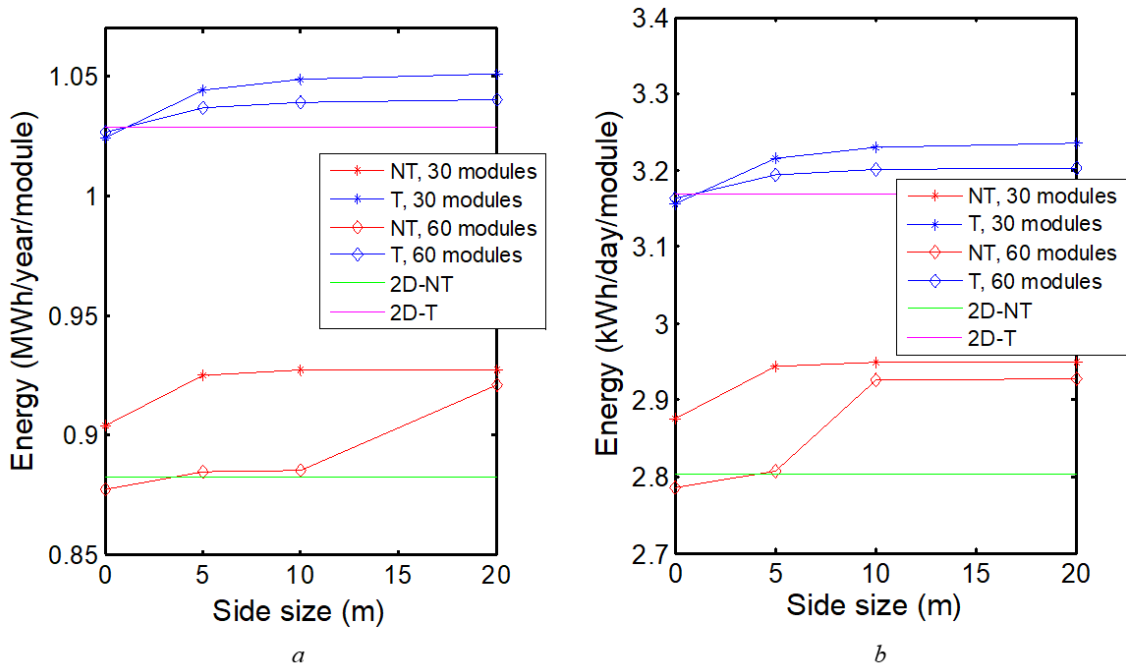 1.05
1
0.95
0.9
0.85
Energy (MWh/year/module)
NT, 30 modules
T, 30 modules
NT, 60 modules
T, 60 modules
2D-NT
2D-T
0 5 10 15 20
Side size (m)
a
3.4
3.3
3.2
3.1
3
2.9
2.8
2.7
Energy (kWh/day/module)
NT, 30 modules
T, 30 modules
NT, 60 modules
T, 60 modules
2D-NT
2D-T
0 5 10 15 20
Side size (m)
b